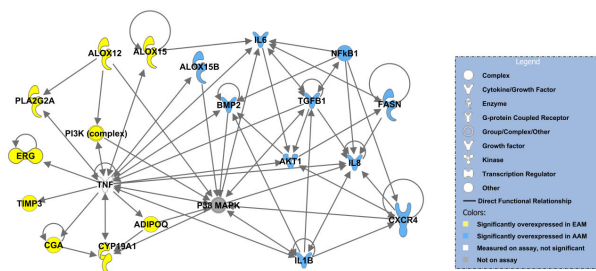 IL6
ALOX12
ALOX15
NFkB1
ALOX15B
PLA2G2A
BMP2
TGFB1
FASN
PI3K (complex)
ERG
AKT1
IL8
TNF
TIMP3
P38 MAPK
ADIPOQ
CXCR4
CGA
CYP19A1
IL1B
Legend
Complex
Cytokine/Growth Factor
Enzyme
G-protein Coupled Receptor
Group/Complex/Other
Growth factor
Kinase
Transcription Regulator
Other
Direct Functional Relationship
Colors:
Significantly overexpressed in EAM
Significantly overexpressed in AAM
Measured on assay, not significant
Not on assay